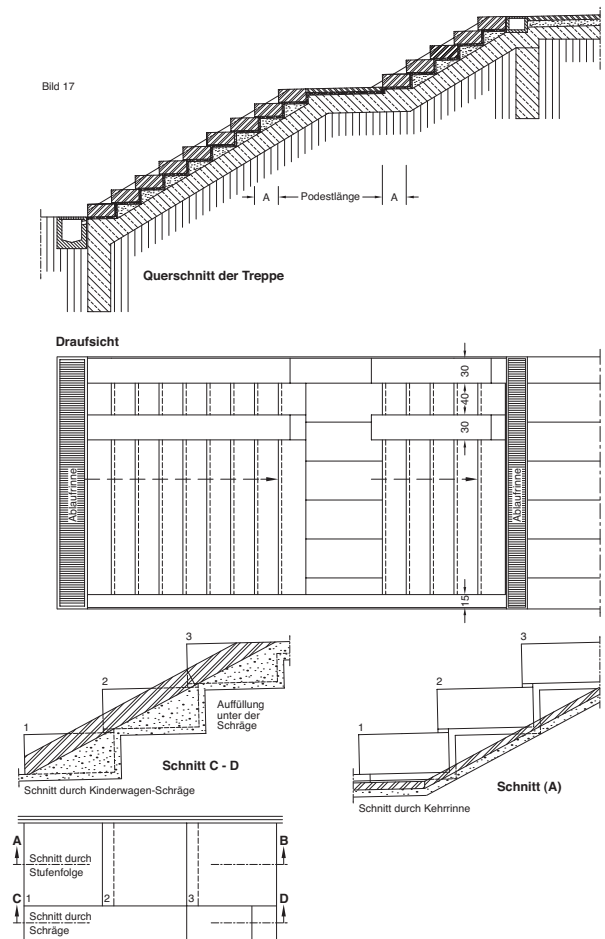 Bild 17
A
Podestlänge
A
Querschnitt der Treppe
Draufsicht
Ablaufrinne
30
40
30
15
Ablaufrinne
1
2
3
Auffüllung
unter der
Schräge
Schnitt C - D
Schnitt durch Kinderwagen-Schräge
1
2
3
Schnitt (A)
Schnitt durch Kehrrinne
A
B
Schnitt durch
Stufenfolge
C
1
2
3
D
Schnitt durch
Schräge